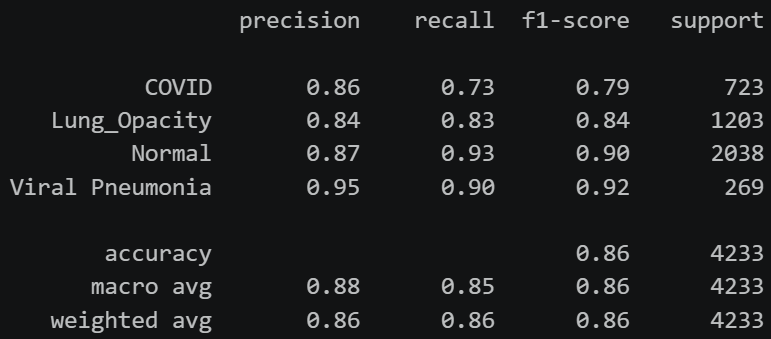 precision recall f1-score support
COVID 0.86 0.73 0.79 723
Lung_Opacity 0.84 0.83 0.84 1203
Normal 0.87 0.93 0.90 2038
Viral Pneumonia 0.95 0.90 0.92 269
accuracy 0.86 4233
macro avg 0.88 0.85 0.86 4233
weighted avg 0.86 0.86 0.86 4233